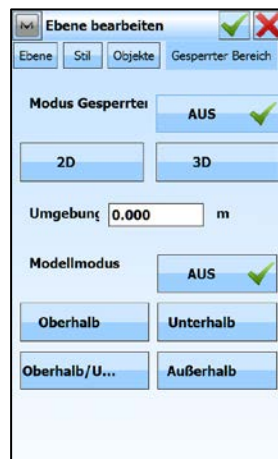 Ebene bearbeiten
Ebene Stil Objekte Gesperrter Bereich
Modus Gesperrter AUS
2D 3D
Umgebung 0.000 m
Modellmodus AUS
Oberhalb Unterhalb
Oberhalb/U... Außerhalb